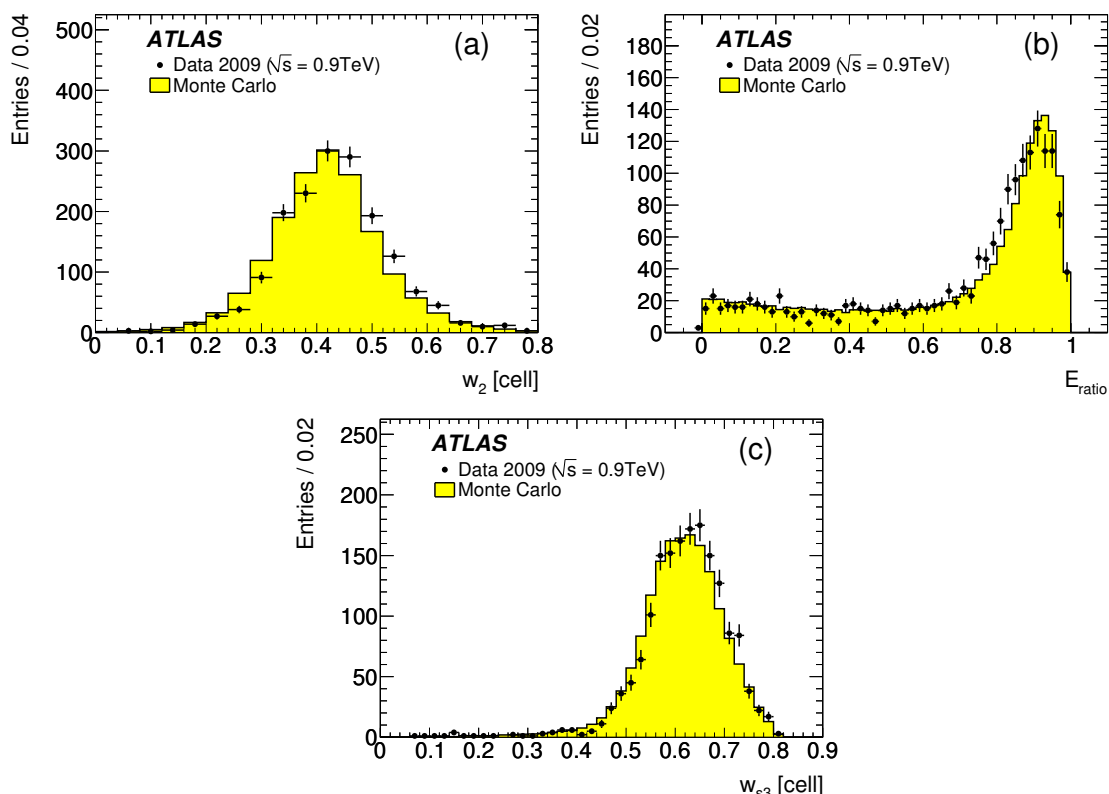 Entries / 0.04
500
400
300
200
100
0
ATLAS
(a)
Data 2009 (√s = 0.9TeV)
Monte Carlo
0 0.1 0.2 0.3 0.4 0.5 0.6 0.7 0.8
w₂ [cell]
Entries / 0.02
180
160
140
120
100
80
60
40
20
0
ATLAS
(b)
Data 2009 (√s = 0.9TeV)
Monte Carlo
0 0.2 0.4 0.6 0.8 1
E_ratio
Entries / 0.02
250
200
150
100
50
0
ATLAS
(c)
Data 2009 (√s = 0.9TeV)
Monte Carlo
0 0.1 0.2 0.3 0.4 0.5 0.6 0.7 0.8 0.9
w_s3 [cell]